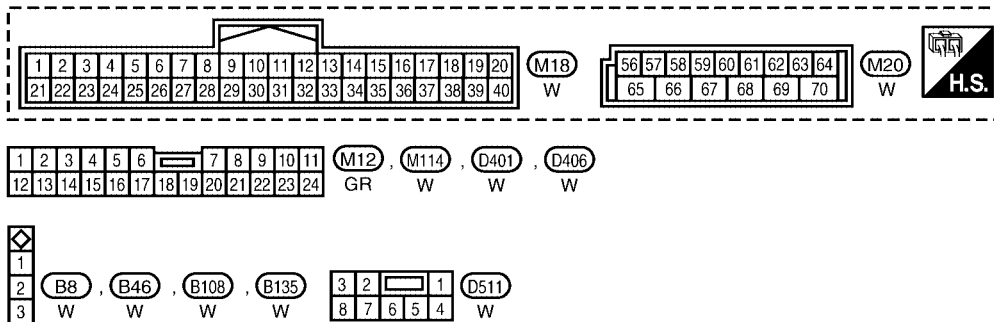 1 2 3 4 5 6 7 8 9 10 11 12 13 14 15 16 17 18 19 20
21 22 23 24 25 26 27 28 29 30 31 32 33 34 35 36 37 38 39 40
M18
W
56 57 58 59 60 61 62 63 64
65 66 67 68 69 70
M20
W
H.S.
1 2 3 4 5 6 7 8 9 10 11
12 13 14 15 16 17 18 19 20 21 22 23 24
M12 , M114 , D401 , D406
GR W W W
1
2
3
B8 , B46 , B108 , B135
W W W W
3 2 1
8 7 6 5 4
D511
W